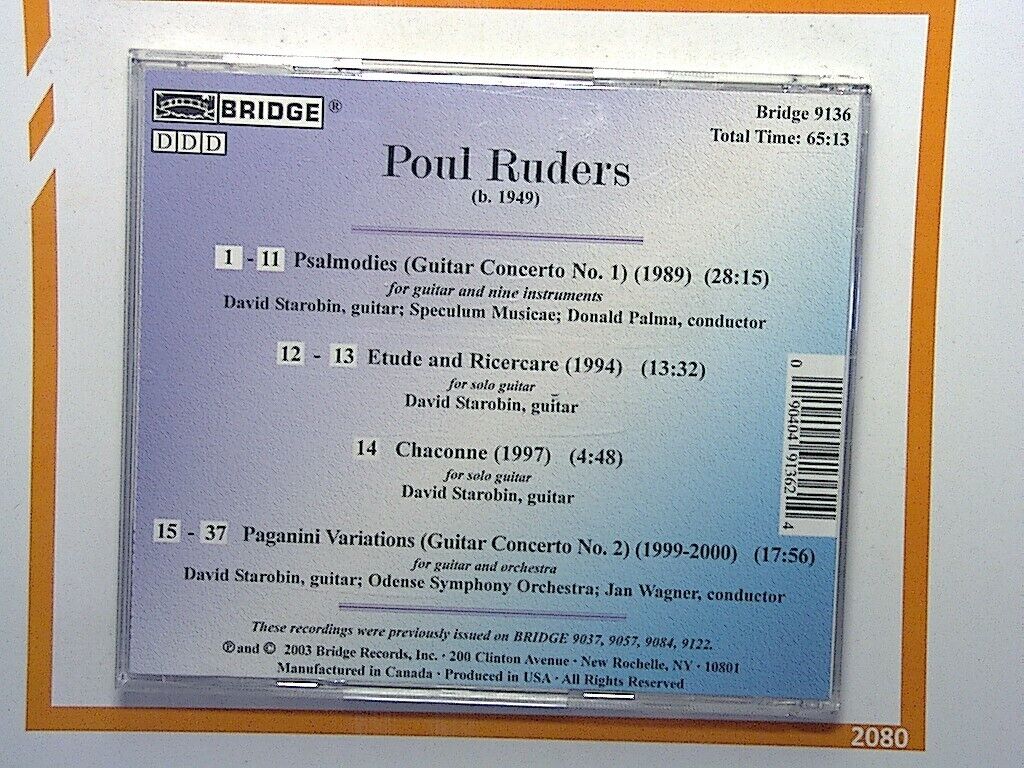 BRIDGE®
DDD
Bridge 9136
Total Time: 65:13
Poul Ruders
(b. 1949)
1 - 11 Psalmodies (Guitar Concerto No. 1) (1989) (28:15)
for guitar and nine instruments
David Starobin, guitar; Speculum Musicae; Donald Palma, conductor
12 - 13 Etude and Ricercare (1994) (13:32)
for solo guitar
David Starobin, guitar
14 Chaconne (1997) (4:48)
for solo guitar
David Starobin, guitar
0 90404 91362 4
15 - 37 Paganini Variations (Guitar Concerto No. 2) (1999-2000) (17:56)
for guitar and orchestra
David Starobin, guitar; Odense Symphony Orchestra; Jan Wagner, conductor
These recordings were previously issued on BRIDGE 9037, 9057, 9084, 9122.
℗ and © 2003 Bridge Records, Inc. · 200 Clinton Avenue · New Rochelle, NY · 10801
Manufactured in Canada · Produced in USA · All Rights Reserved
2080